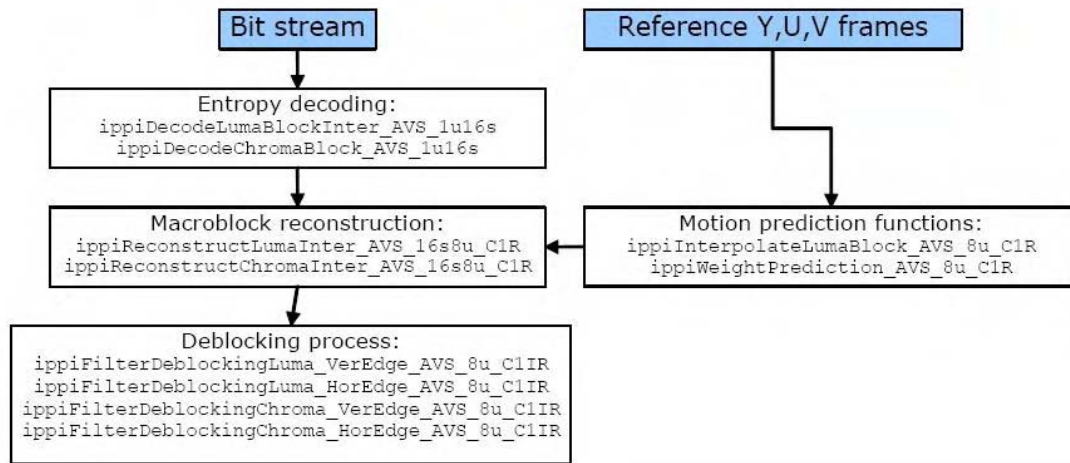 Bit stream
Reference Y,U,V frames
Entropy decoding:
ippiDecodeLumaBlockInter_AVS_1u16s
ippiDecodeChromaBlock_AVS_1u16s
Macroblock reconstruction:
ippiReconstructLumaInter_AVS_16s8u_C1R
ippiReconstructChromaInter_AVS_16s8u_C1R
Motion prediction functions:
ippiInterpolateLumaBlock_AVS_8u_C1R
ippiWeightPrediction_AVS_8u_C1R
Deblocking process:
ippiFilterDeblockingLuma_VerEdge_AVS_8u_C1IR
ippiFilterDeblockingLuma_HorEdge_AVS_8u_C1IR
ippiFilterDeblockingChroma_VerEdge_AVS_8u_C1IR
ippiFilterDeblockingChroma_HorEdge_AVS_8u_C1IR